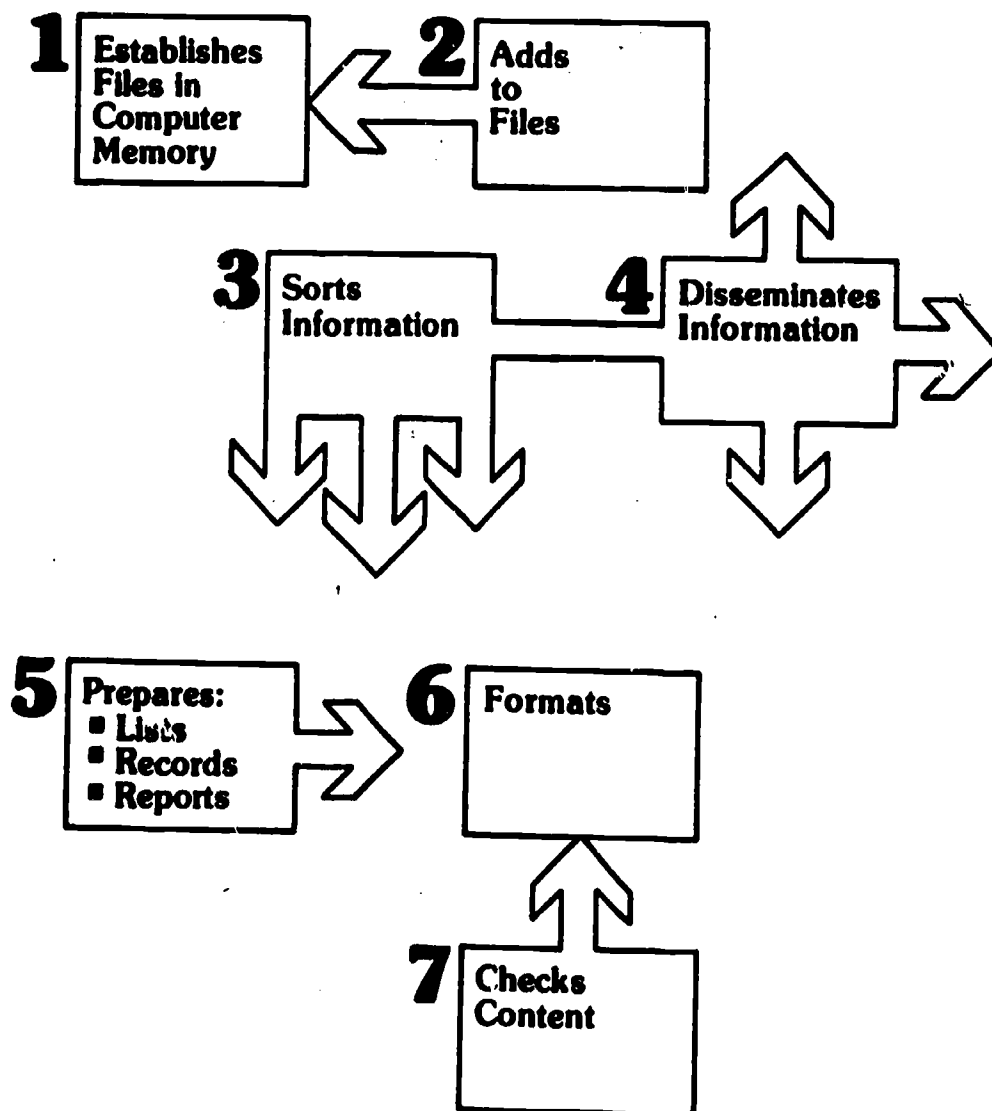 1 Establishes
Files in
Computer
Memory
2 Adds
to
Files
3 Sorts
Information
4 Disseminates
Information
5 Prepares:
■ Lists
■ Records
■ Reports
6 Formats
7 Checks
Content